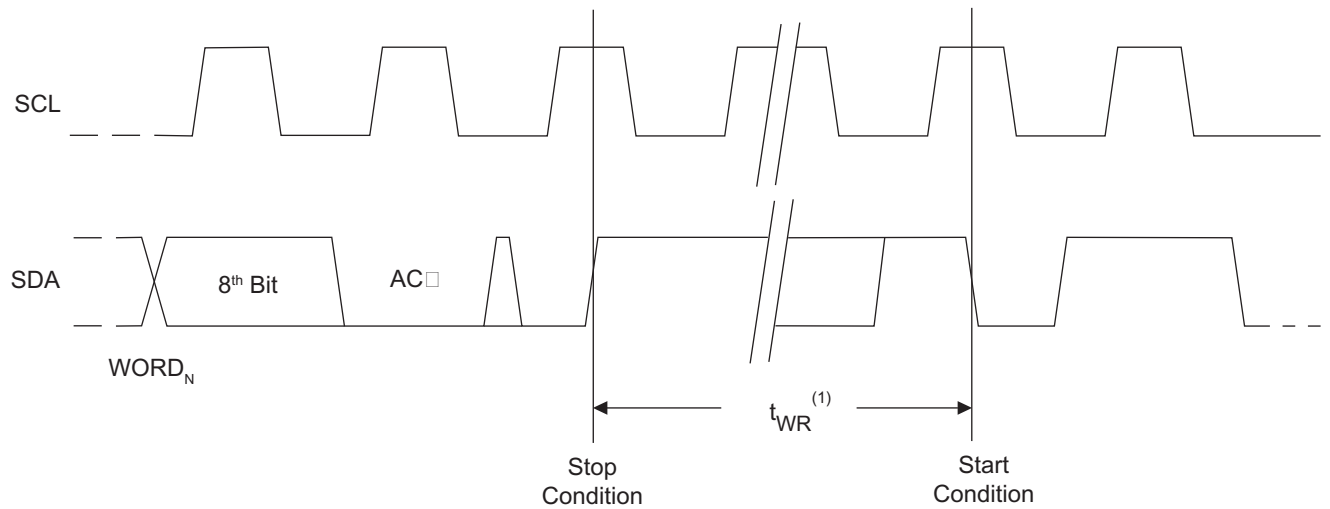 SCL
SDA
8th Bit
AC□
WORDN
tWR(1)
Stop
Condition
Start
Condition